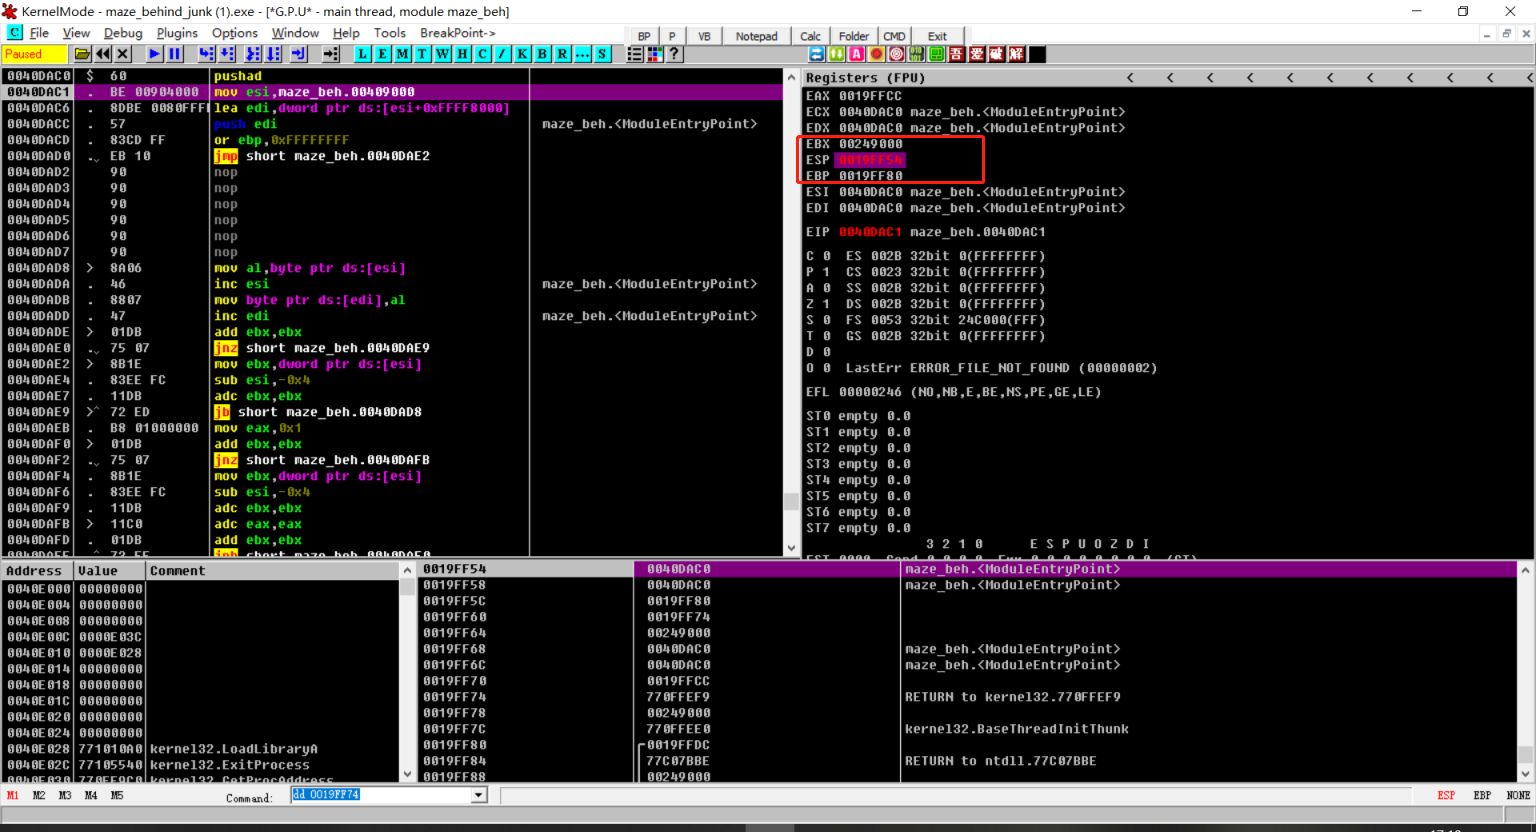 KernelMode - maze_behind_junk (1).exe - [*G.P.U* - main thread, module maze_beh]
C File View Debug Plugins Options Window Help Tools BreakPoint-> BP P VB Notepad Calc Folder CMD Exit
Paused L E M T W H C / K B R ... S ? A 吾 爱 破 解
0040DAC0 $ 60 pushad
0040DAC1 . BE 00904000 mov esi,maze_beh.00409000
0040DAC6 . 8DBE 0080FFFF lea edi,dword ptr ds:[esi+0xFFFF8000]
0040DACC . 57 push edi maze_beh.<ModuleEntryPoint>
0040DACD . 83CD FF or ebp,0xFFFFFFFF
0040DAD0 . EB 10 jmp short maze_beh.0040DAE2
0040DAD2 90 nop
0040DAD3 90 nop
0040DAD4 90 nop
0040DAD5 90 nop
0040DAD6 90 nop
0040DAD7 90 nop
0040DAD8 > 8A06 mov al,byte ptr ds:[esi]
0040DADA . 46 inc esi maze_beh.<ModuleEntryPoint>
0040DADB . 8807 mov byte ptr ds:[edi],al
0040DADD . 47 inc edi maze_beh.<ModuleEntryPoint>
0040DADE > 01DB add ebx,ebx
0040DAE0 . 75 07 jnz short maze_beh.0040DAE9
0040DAE2 > 8B1E mov ebx,dword ptr ds:[esi]
0040DAE4 . 83EE FC sub esi,-0x4
0040DAE7 . 11DB adc ebx,ebx
0040DAE9 >^ 72 ED jb short maze_beh.0040DAD8
0040DAEB . B8 01000000 mov eax,0x1
0040DAF0 > 01DB add ebx,ebx
0040DAF2 . 75 07 jnz short maze_beh.0040DAFB
0040DAF4 . 8B1E mov ebx,dword ptr ds:[esi]
0040DAF6 . 83EE FC sub esi,-0x4
0040DAF9 . 11DB adc ebx,ebx
0040DAFB > 11C0 adc eax,eax
0040DAFD . 01DB add ebx,ebx
Registers (FPU) < < < < < < < < < < <
EAX 0019FFCC
ECX 0040DAC0 maze_beh.<ModuleEntryPoint>
EDX 0040DAC0 maze_beh.<ModuleEntryPoint>
EBX 00249000
ESP 0019FF54
EBP 0019FF80
ESI 0040DAC0 maze_beh.<ModuleEntryPoint>
EDI 0040DAC0 maze_beh.<ModuleEntryPoint>
EIP 0040DAC1 maze_beh.0040DAC1
C 0 ES 002B 32bit 0(FFFFFFFF)
P 1 CS 0023 32bit 0(FFFFFFFF)
A 0 SS 002B 32bit 0(FFFFFFFF)
Z 1 DS 002B 32bit 0(FFFFFFFF)
S 0 FS 0053 32bit 24C000(FFF)
T 0 GS 002B 32bit 0(FFFFFFFF)
D 0
O 0 LastErr ERROR_FILE_NOT_FOUND (00000002)
EFL 00000246 (NO,NB,E,BE,NS,PE,GE,LE)
ST0 empty 0.0
ST1 empty 0.0
ST2 empty 0.0
ST3 empty 0.0
ST4 empty 0.0
ST5 empty 0.0
ST6 empty 0.0
ST7 empty 0.0
3 2 1 0 E S P U O Z D I
Address Value Comment
0040E000 00000000
0040E004 00000000
0040E008 00000000
0040E00C 0000E03C
0040E010 0000E028
0040E014 00000000
0040E018 00000000
0040E01C 00000000
0040E020 00000000
0040E024 00000000
0040E028 771010A0 kernel32.LoadLibraryA
0040E02C 77105540 kernel32.ExitProcess
0040E030 770FF9C0 kernel32.GetProcAddress
0019FF54 0040DAC0 maze_beh.<ModuleEntryPoint>
0019FF58 0040DAC0 maze_beh.<ModuleEntryPoint>
0019FF5C 0019FF80
0019FF60 0019FF74
0019FF64 00249000
0019FF68 0040DAC0 maze_beh.<ModuleEntryPoint>
0019FF6C 0040DAC0 maze_beh.<ModuleEntryPoint>
0019FF70 0019FFCC
0019FF74 770FFEF9 RETURN to kernel32.770FFEF9
0019FF78 00249000
0019FF7C 770FFEE0 kernel32.BaseThreadInitThunk
0019FF80 0019FFDC
0019FF84 77C07BBE RETURN to ntdll.77C07BBE
0019FF88 00249000
M1 M2 M3 M4 M5 Command: dd 0019FF74 ESP EBP NONE